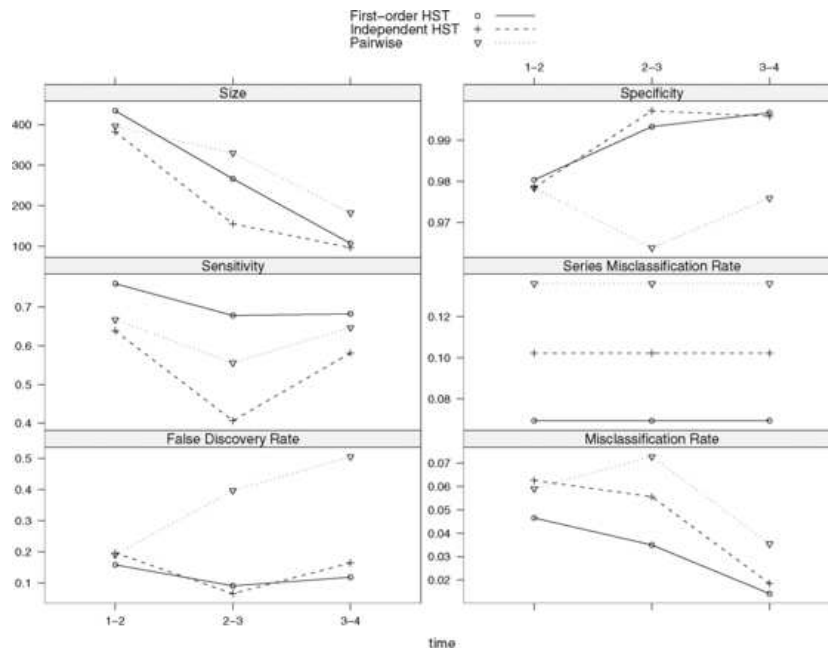 First-order HST
Independent HST
Pairwise
1-2 2-3 3-4
Size Specificity
400
300
200
100
0.99
0.98
0.97
Sensitivity Series Misclassification Rate
0.7
0.6
0.5
0.4
0.12
0.10
0.08
False Discovery Rate Misclassification Rate
0.5
0.4
0.3
0.2
0.1
0.07
0.06
0.05
0.04
0.03
0.02
1-2 2-3 3-4
time